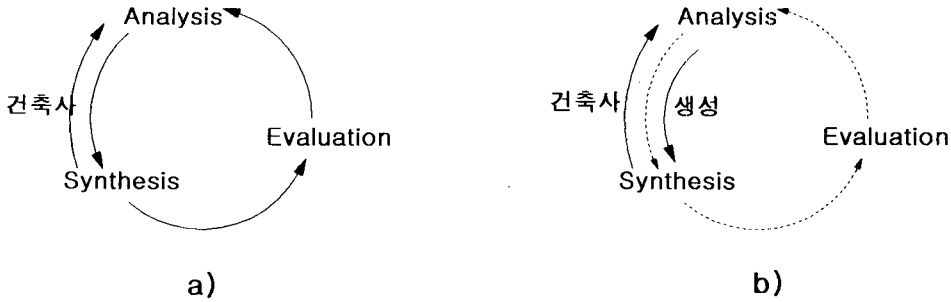 Analysis
건축사
Evaluation
Synthesis
a)
Analysis
건축사
생성
Evaluation
Synthesis
b)